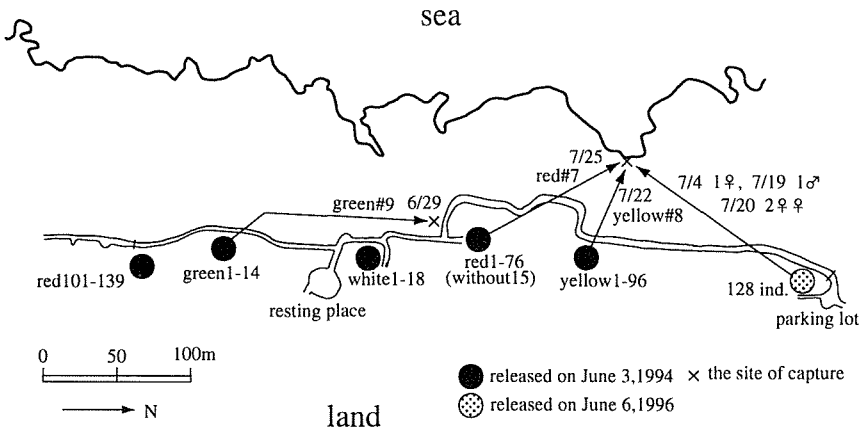 sea
7/25
red#7
7/4 1♀, 7/19 1♂
7/20 2♀♀
7/22
yellow#8
green#9 6/29
red101-139
green1-14
white1-18
red1-76
(without15)
yellow1-96
128 ind.
resting place
parking lot
0 50 100m
N
released on June 3,1994 × the site of capture
released on June 6,1996
land